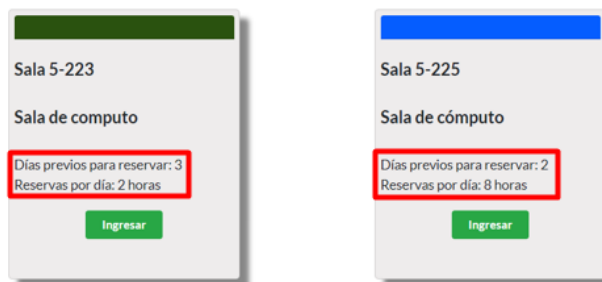 Sala 5-223
Sala de computo
Días previos para reservar: 3
Reservas por día: 2 horas
Ingresar
Sala 5-225
Sala de cómputo
Días previos para reservar: 2
Reservas por día: 8 horas
Ingresar